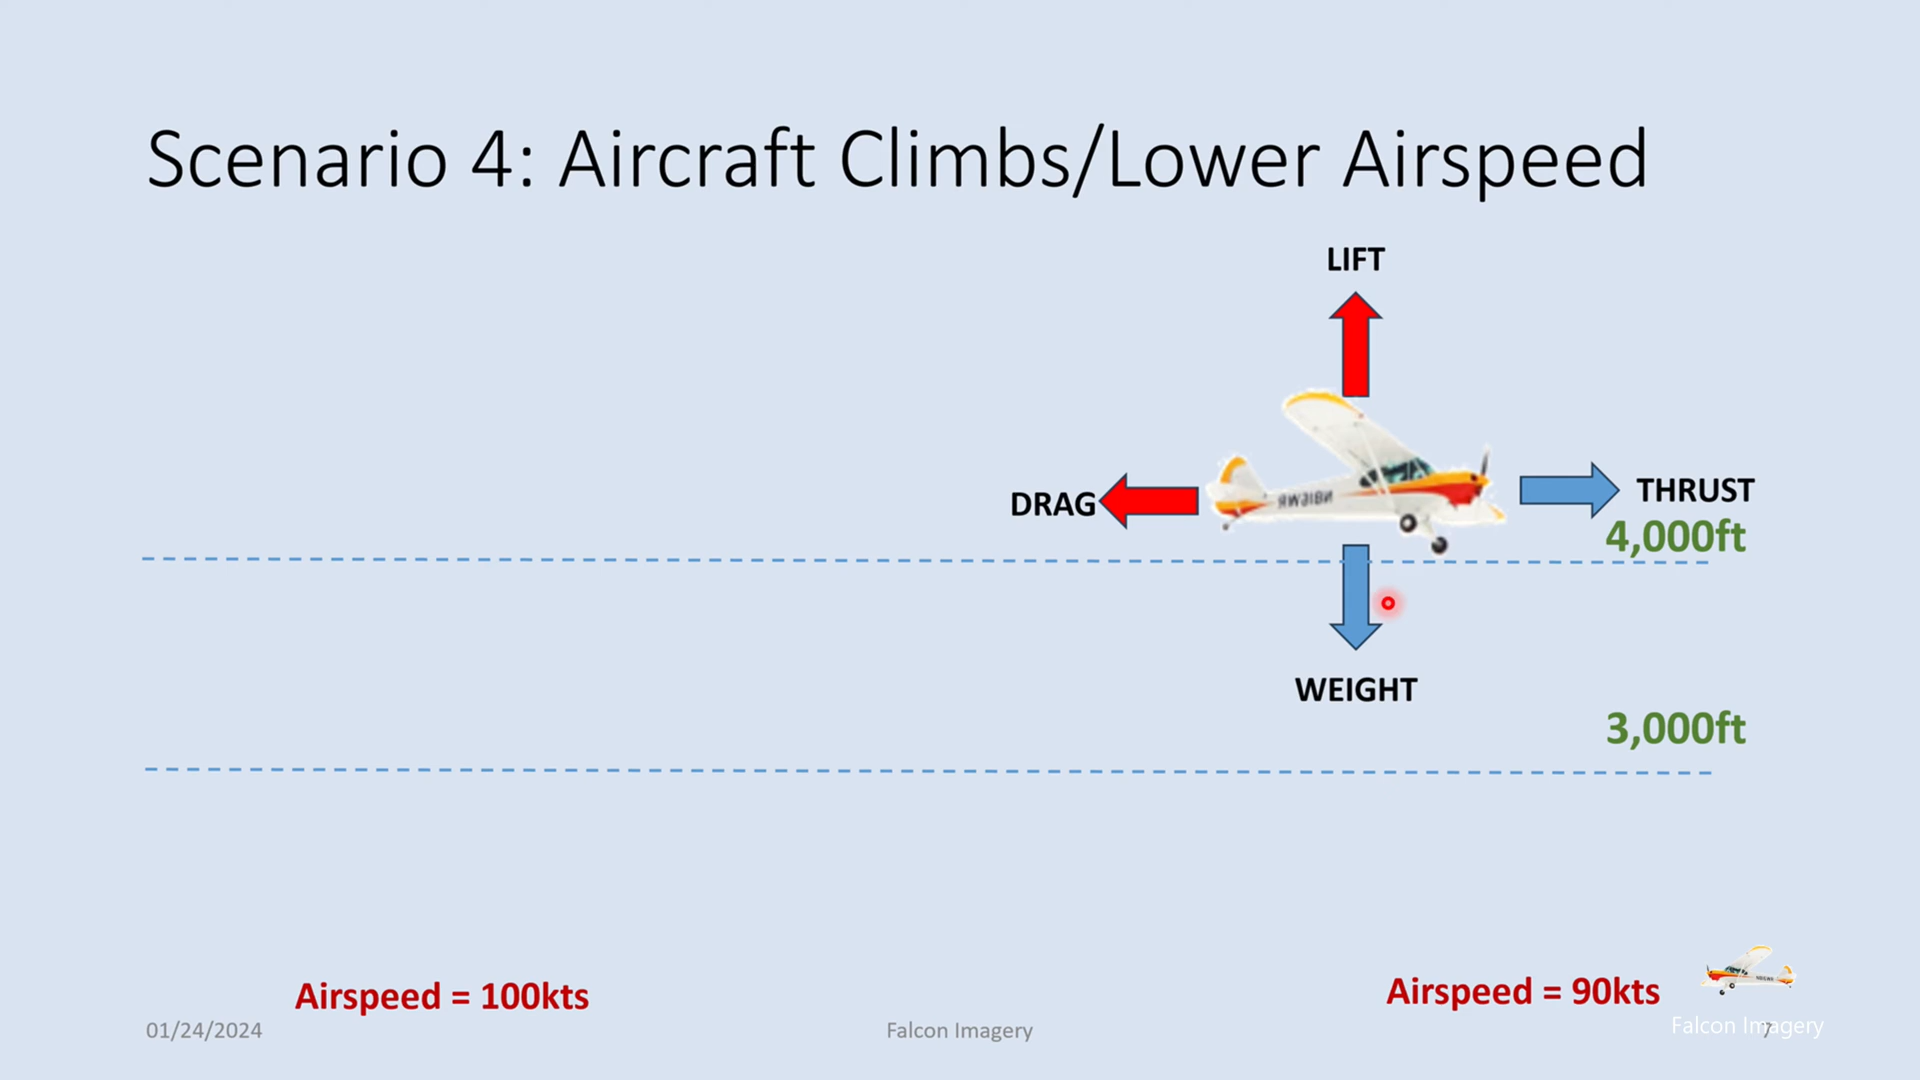 Scenario 4: Aircraft Climbs/Lower Airspeed
LIFT
DRAG
THRUST
4,000ft
WEIGHT
3,000ft
Airspeed = 100kts
Airspeed = 90kts
01/24/2024
Falcon Imagery
Falcon Imagery
7